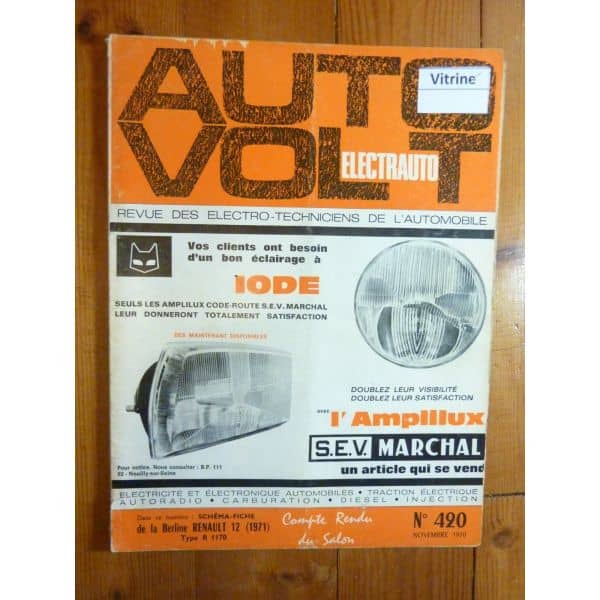 AUTO
Vitrine
VOLT
ELECTRAUTO
REVUE DES ELECTRO-TECHNICIENS DE L'AUTOMOBILE
Vos clients ont besoin
d'un bon éclairage à
IODE
SEULS LES AMPLILUX CODE-ROUTE S.E.V. MARCHAL
LEUR DONNERONT TOTALEMENT SATISFACTION
DES MAINTENANT DISPONIBLES
DOUBLEZ LEUR VISIBILITÉ
DOUBLEZ LEUR SATISFACTION
avec l'Amplilux
S.E.V. MARCHAL
un article qui se vend
Pour notice. Nous consulter : B.P. 111
92 - Neuilly-sur-Seine
ELECTRICITE ET ÉLECTRONIQUE AUTOMOBILES • TRACTION ÉLECTRIQUE
AUTORADIO • CARBURATION • DIESEL • INJECTION
Dans ce numéro : SCHÉMA-FICHE
de la Berline RENAULT 12 (1971)
Type R 1170
Compte Rendu
du Salon
N° 420
NOVEMBRE 1970